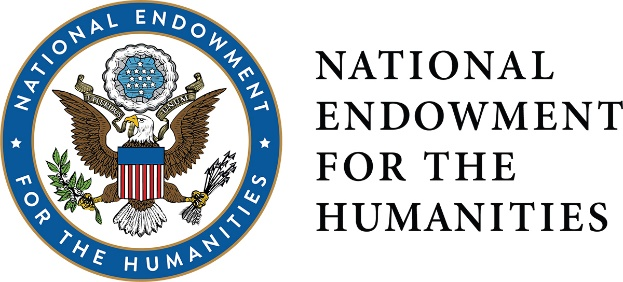 NATIONAL ENDOWMENT
FOR THE HUMANITIES
NATIONAL
ENDOWMENT
FOR THE
HUMANITIES